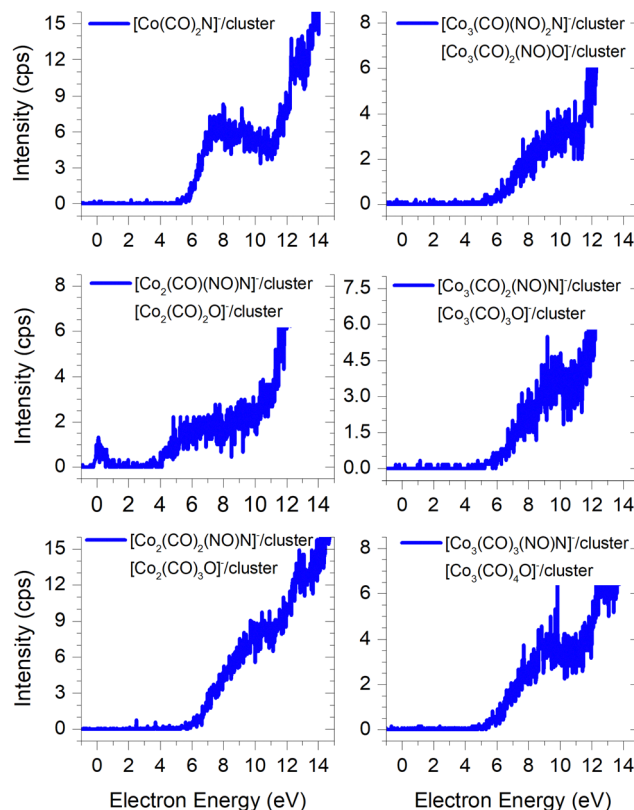 [Co(CO)2N]-/cluster
15
12
9
6
3
0
Intensity (cps)
0 2 4 6 8 10 12 14
[Co3(CO)(NO)2N]-/cluster
[Co3(CO)2(NO)O]-/cluster
8
6
4
2
0
0 2 4 6 8 10 12 14
[Co2(CO)(NO)N]-/cluster
[Co2(CO)2O]-/cluster
8
6
4
2
0
Intensity (cps)
0 2 4 6 8 10 12 14
[Co3(CO)2(NO)N]-/cluster
[Co3(CO)3O]-/cluster
7.5
6.0
4.5
3.0
1.5
0.0
0 2 4 6 8 10 12 14
[Co2(CO)2(NO)N]-/cluster
[Co2(CO)3O]-/cluster
15
12
9
6
3
0
Intensity (cps)
0 2 4 6 8 10 12 14
Electron Energy (eV)
[Co3(CO)3(NO)N]-/cluster
[Co3(CO)4O]-/cluster
8
6
4
2
0
0 2 4 6 8 10 12 14
Electron Energy (eV)